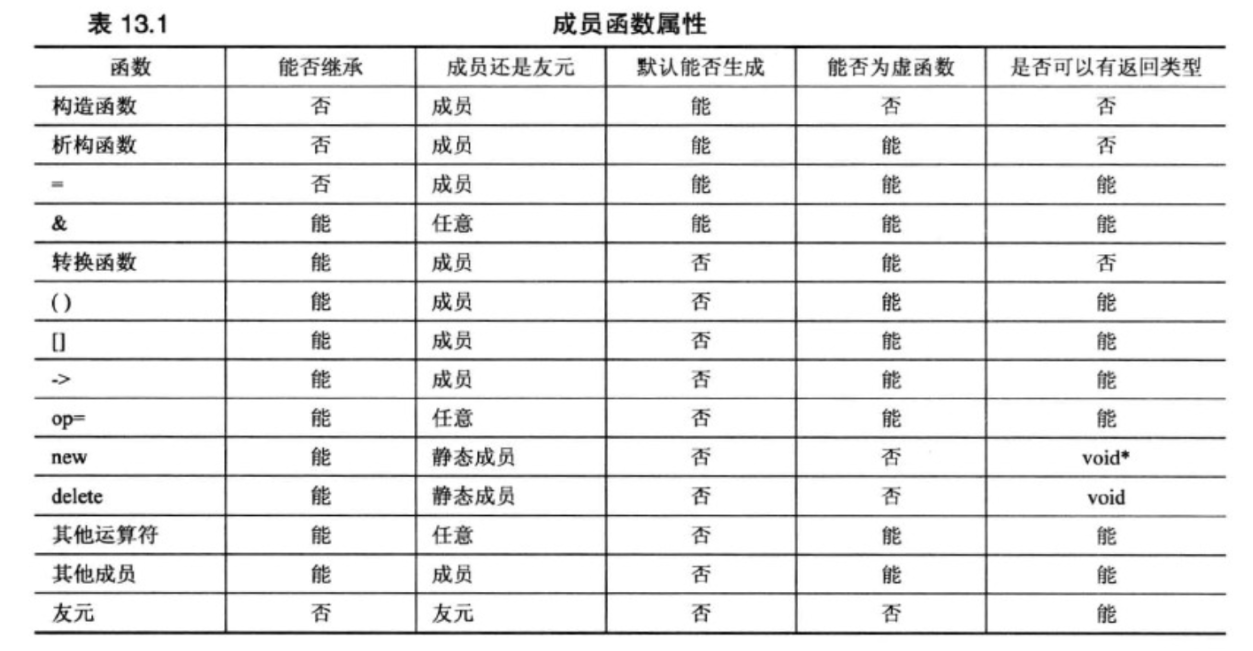 表 13.1 成员函数属性
函数 能否继承 成员还是友元 默认能否生成 能否为虚函数 是否可以有返回类型
构造函数 否 成员 能 否 否
析构函数 否 成员 能 能 否
= 否 成员 能 能 能
& 能 任意 能 能 能
转换函数 能 成员 否 能 否
( ) 能 成员 否 能 能
[] 能 成员 否 能 能
-> 能 成员 否 能 能
op= 能 任意 否 能 能
new 能 静态成员 否 否 void*
delete 能 静态成员 否 否 void
其他运算符 能 任意 否 能 能
其他成员 能 成员 否 能 能
友元 否 友元 否 否 能